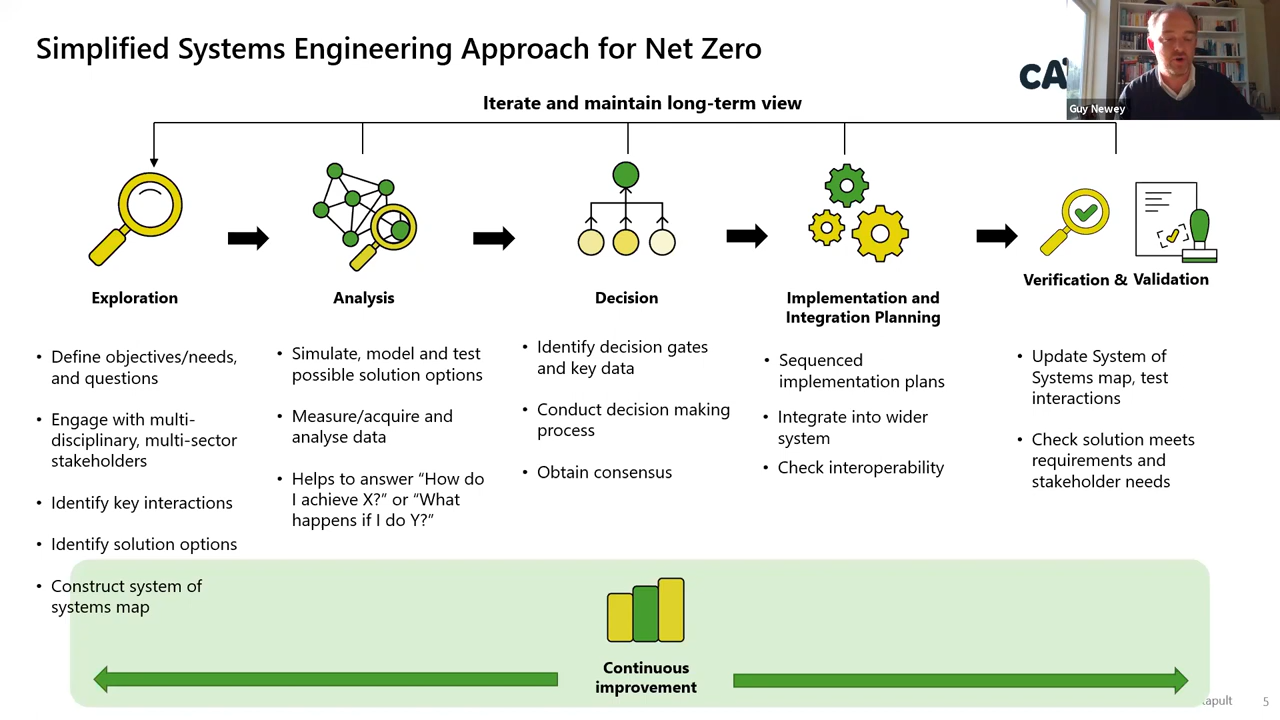 Simplified Systems Engineering Approach for Net Zero
CA
Guy Newey
Iterate and maintain long-term view
Exploration
• Define objectives/needs,
and questions
• Engage with multi-
disciplinary, multi-sector
stakeholders
• Identify key interactions
• Identify solution options
• Construct system of
systems map
Analysis
• Simulate, model and test
possible solution options
• Measure/acquire and
analyse data
• Helps to answer “How do
I achieve X?” or “What
happens if I do Y?”
Decision
• Identify decision gates
and key data
• Conduct decision making
process
• Obtain consensus
Implementation and
Integration Planning
• Sequenced
implementation plans
• Integrate into wider
system
• Check interoperability
Verification & Validation
• Update System of
Systems map, test
interactions
• Check solution meets
requirements and
stakeholder needs
Continuous
improvement
tapult
5